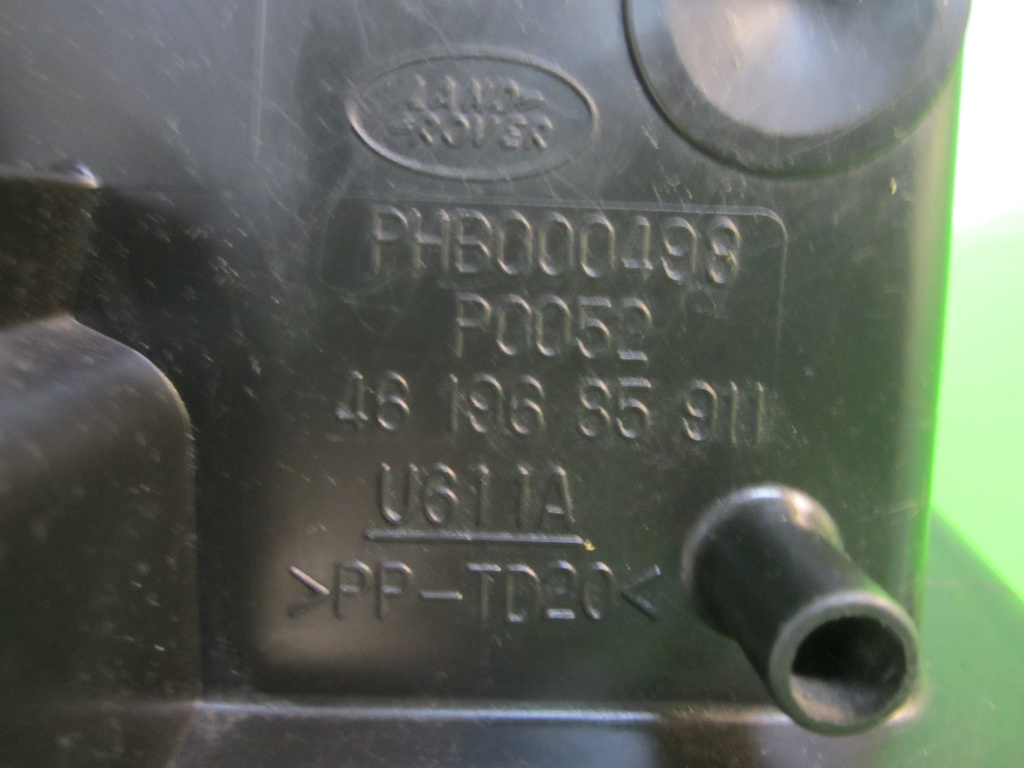 LAND-
-ROVER
PHB000498
P0052
46 196 85 911
U611A
>PP-TD20<